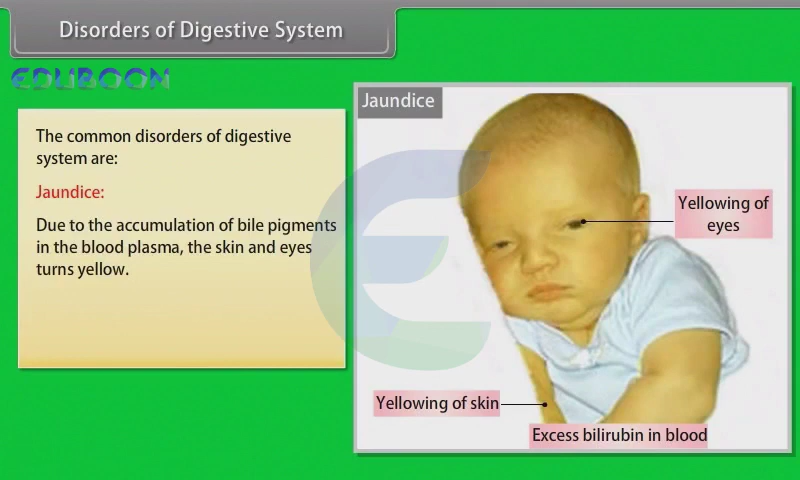 Disorders of Digestive System
EDUBOON
The common disorders of digestive
system are:
Jaundice:
Due to the accumulation of bile pigments
in the blood plasma, the skin and eyes
turns yellow.
Jaundice
Yellowing of
eyes
Yellowing of skin
Excess bilirubin in blood